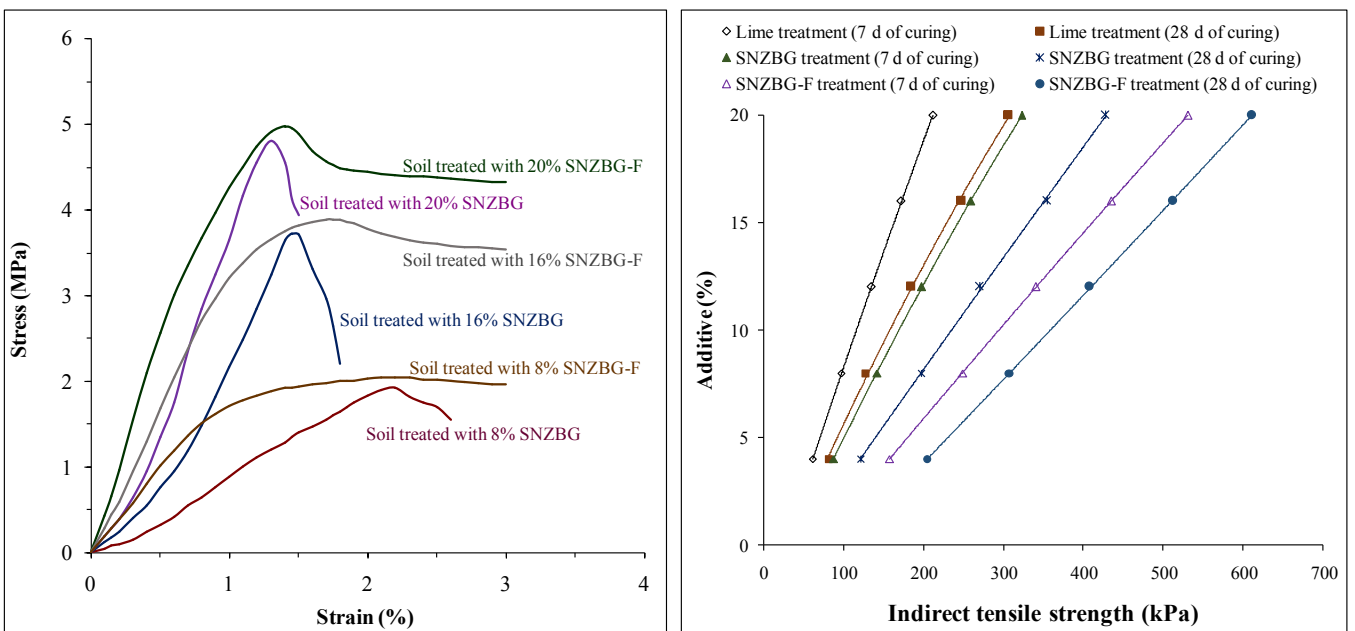 6
5
4
3
2
1
0
Stress (MPa)
Soil treated with 20% SNZBG-F
Soil treated with 20% SNZBG
Soil treated with 16% SNZBG-F
Soil treated with 16% SNZBG
Soil treated with 8% SNZBG-F
Soil treated with 8% SNZBG
0 1 2 3 4
Strain (%)
Lime treatment (7 d of curing) Lime treatment (28 d of curing)
SNZBG treatment (7 d of curing) SNZBG treatment (28 d of curing)
SNZBG-F treatment (7 d of curing) SNZBG-F treatment (28 d of curing)
20
15
10
5
0
Additive (%)
0 100 200 300 400 500 600 700
Indirect tensile strength (kPa)